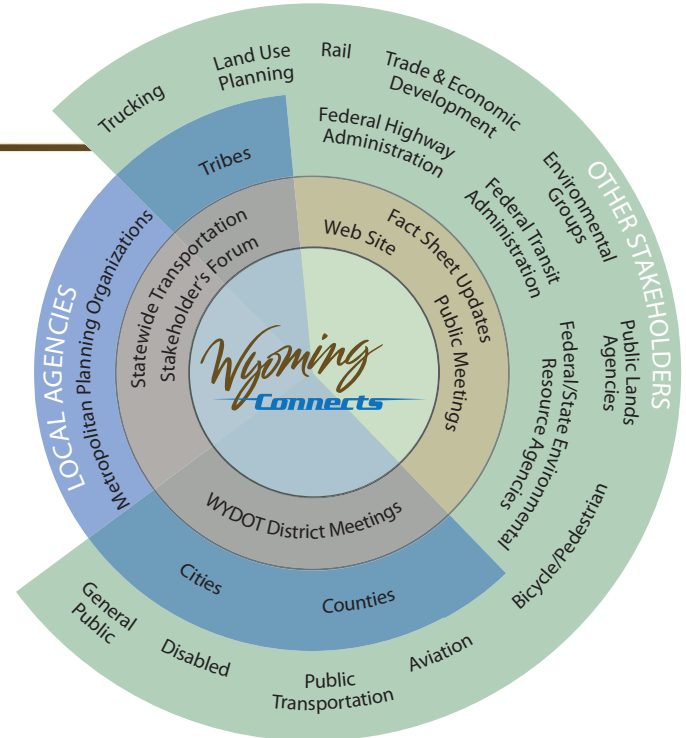 Trucking
Land Use
Planning
Rail
Trade & Economic
Development
Federal Highway
Administration
Environmental
Groups
Federal Transit
Administration
OTHER STAKEHOLDERS
Public Lands
Agencies
Federal/State Environmental
Resource Agencies
Bicycle/Pedestrian
Aviation
Public
Transportation
Disabled
General
Public
Tribes
LOCAL AGENCIES
Metropolitan Planning Organizations
Cities
Counties
Statewide Transportation
Stakeholder's Forum
Web Site
Fact Sheet Updates
Public Meetings
WYDOT District Meetings
Wyoming
Connects